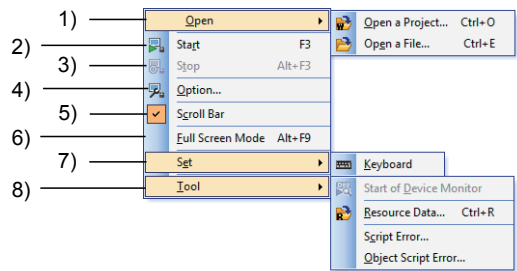 1) Open Open a Project... Ctrl+O
2) Start F3 Open a File... Ctrl+E
3) Stop Alt+F3
4) Option...
5) Scroll Bar
6) Full Screen Mode Alt+F9
7) Set Keyboard
8) Tool Start of Device Monitor
Resource Data... Ctrl+R
Script Error...
Object Script Error...